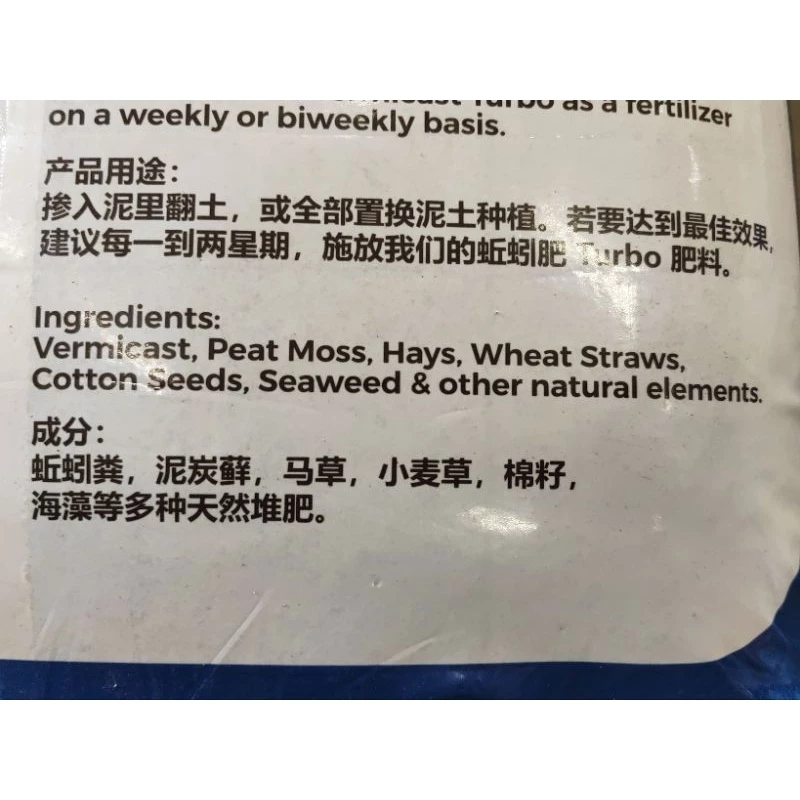 Turbo as a fertilizer
on a weekly or biweekly basis.
产品用途：
掺入泥里翻土，或全部置换泥土种植。若要达到最佳效果，
建议每一到两星期，施放我们的蚯蚓肥 Turbo 肥料。
Ingredients:
Vermicast, Peat Moss, Hays, Wheat Straws,
Cotton Seeds, Seaweed & other natural elements.
成分：
蚯蚓粪，泥炭藓，马草，小麦草，棉籽，
海藻等多种天然堆肥。